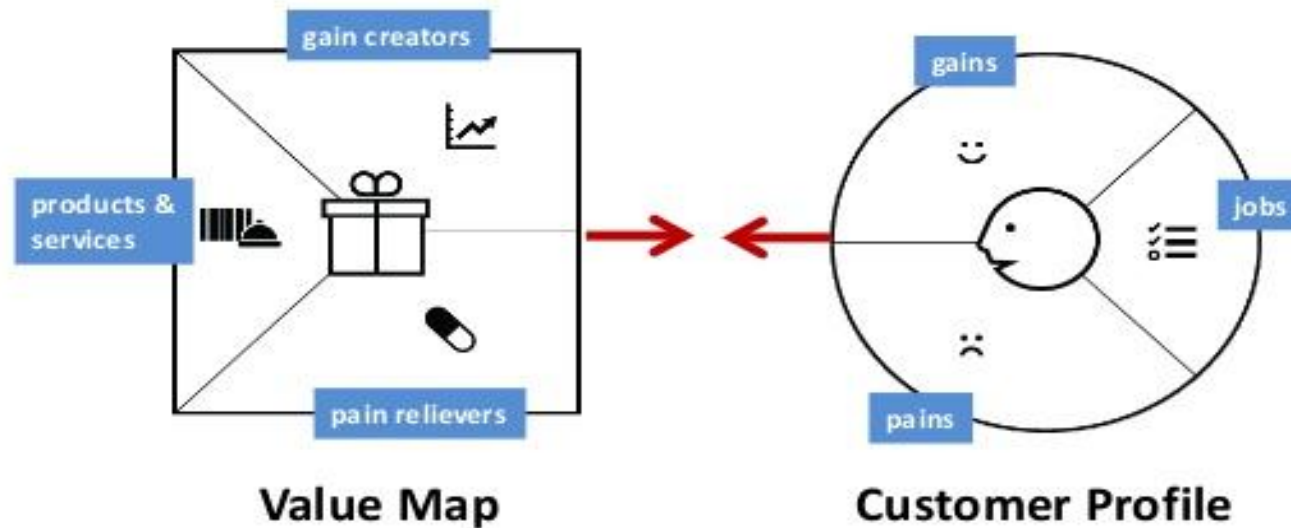 gain creators
gains
products &
services
jobs
pain relievers
pains
Value Map
Customer Profile